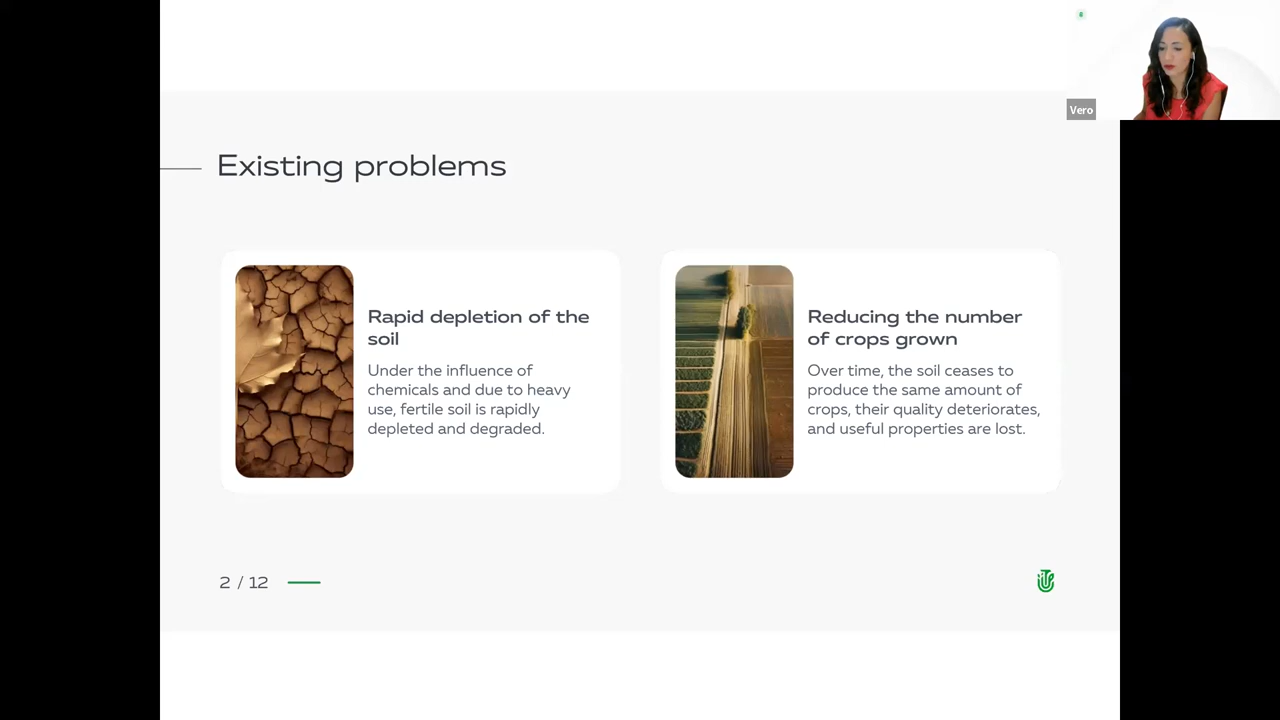 Vero
Existing problems
Rapid depletion of the
soil
Under the influence of
chemicals and due to heavy
use, fertile soil is rapidly
depleted and degraded.
Reducing the number
of crops grown
Over time, the soil ceases to
produce the same amount of
crops, their quality deteriorates,
and useful properties are lost.
2 / 12